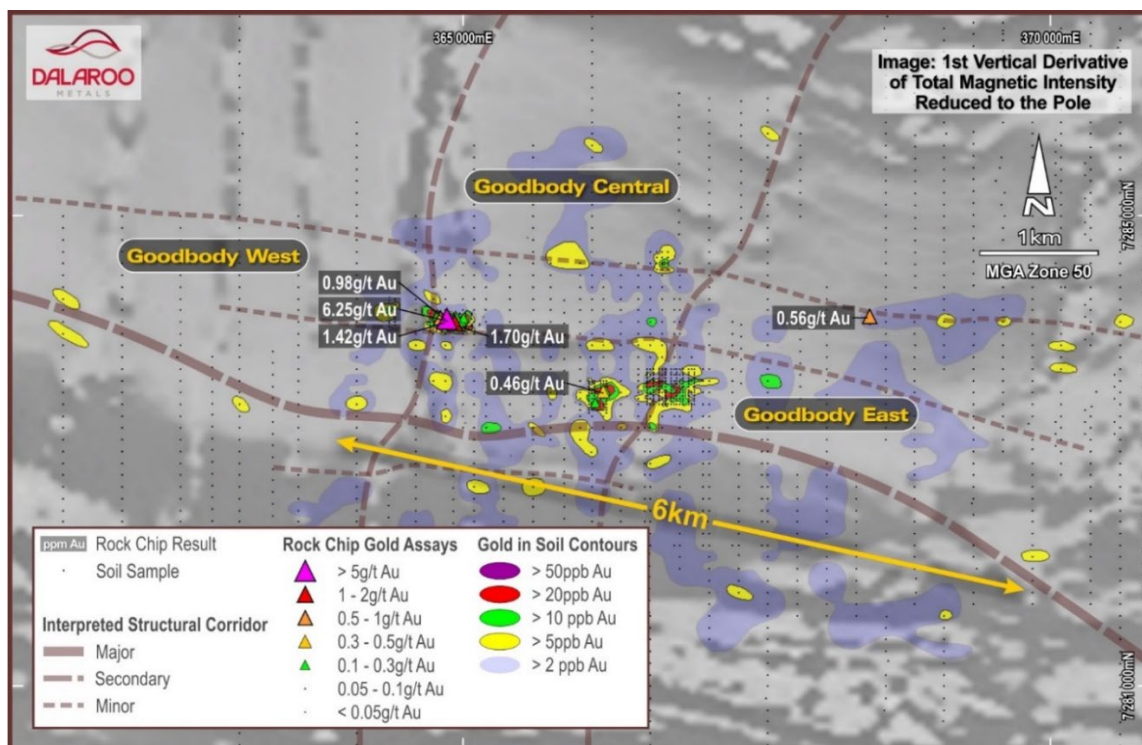 DALAROO
METALS
365 000mE
370 000mE
Image: 1st Vertical Derivative
of Total Magnetic Intensity
Reduced to the Pole
N
1km
MGA Zone 50
7 285 000mN
Goodbody Central
Goodbody West
0.98g/t Au
6.25g/t Au
1.42g/t Au
1.70g/t Au
0.56g/t Au
0.46g/t Au
Goodbody East
6km
ppm Au Rock Chip Result
Soil Sample
Interpreted Structural Corridor
Major
Secondary
Minor
Rock Chip Gold Assays
> 5g/t Au
1 - 2g/t Au
0.5 - 1g/t Au
0.3 - 0.5g/t Au
0.1 - 0.3g/t Au
0.05 - 0.1g/t Au
< 0.05g/t Au
Gold in Soil Contours
> 50ppb Au
> 20ppb Au
> 10 ppb Au
> 5ppb Au
> 2 ppb Au
7 281 000mN